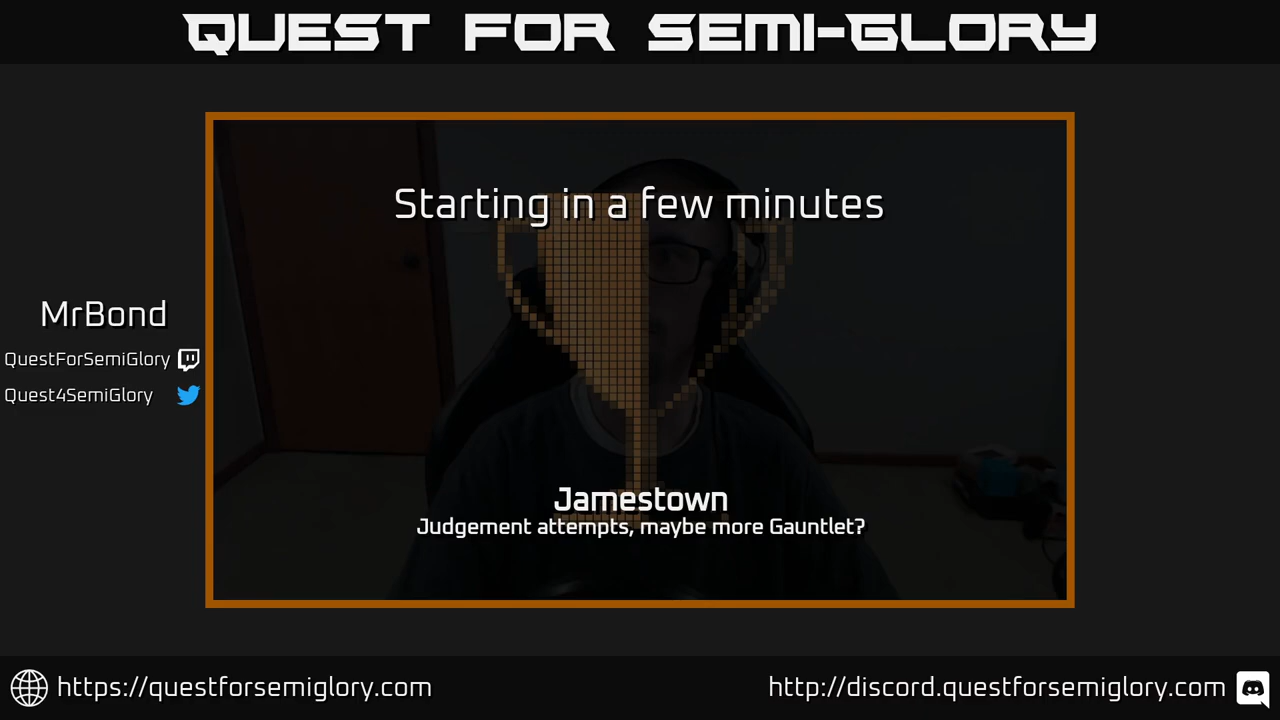 QUEST FOR SEMI-GLORY
Starting in a few minutes
MrBond
QuestForSemiGlory
Quest4SemiGlory
Jamestown
Judgement attempts, maybe more Gauntlet?
https://questforsemiglory.com
http://discord.questforsemiglory.com